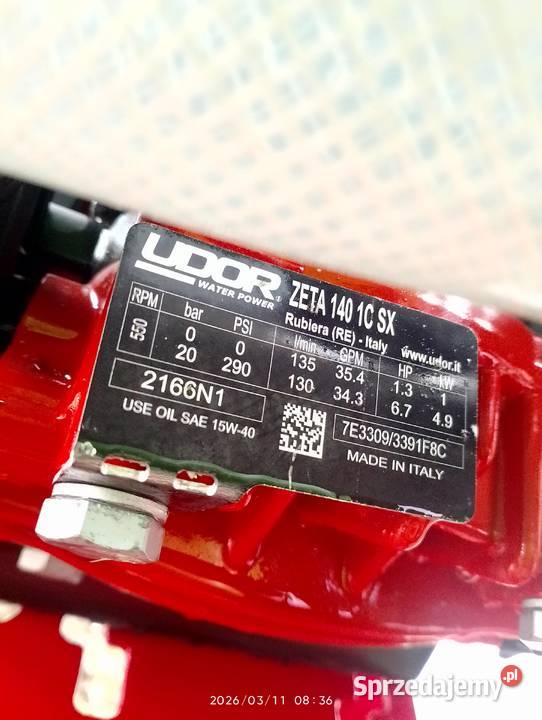 UDOR
WATER POWER
ZETA 140 1C SX
Rubiera (RE) - Italy www.udor.it
RPM bar PSI l/min GPM HP kW
550 0 0 135 35.4 1.3 1
20 290 130 34.3 6.7 4.9
2166N1
7E3309/3391F8C
USE OIL SAE 15W-40
MADE IN ITALY
2026/03/11 08:36
Sprzedajemy.pl